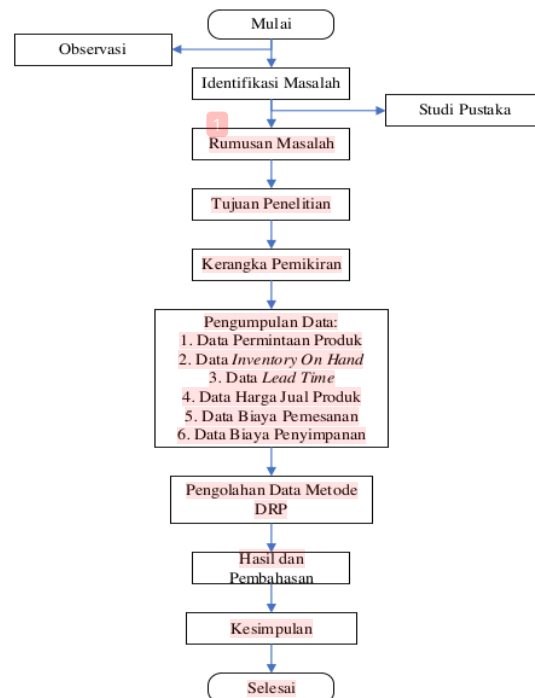 Mulai
Observasi
Identifikasi Masalah
Studi Pustaka
1
Rumusan Masalah
Tujuan Penelitian
Kerangka Pemikiran
Pengumpulan Data:
1. Data Permintaan Produk
2. Data Inventory On Hand
3. Data Lead Time
4. Data Harga Jual Produk
5. Data Biaya Pemesanan
6. Data Biaya Penyimpanan
Pengolahan Data Metode
DRP
Hasil dan
Pembahasan
Kesimpulan
Selesai